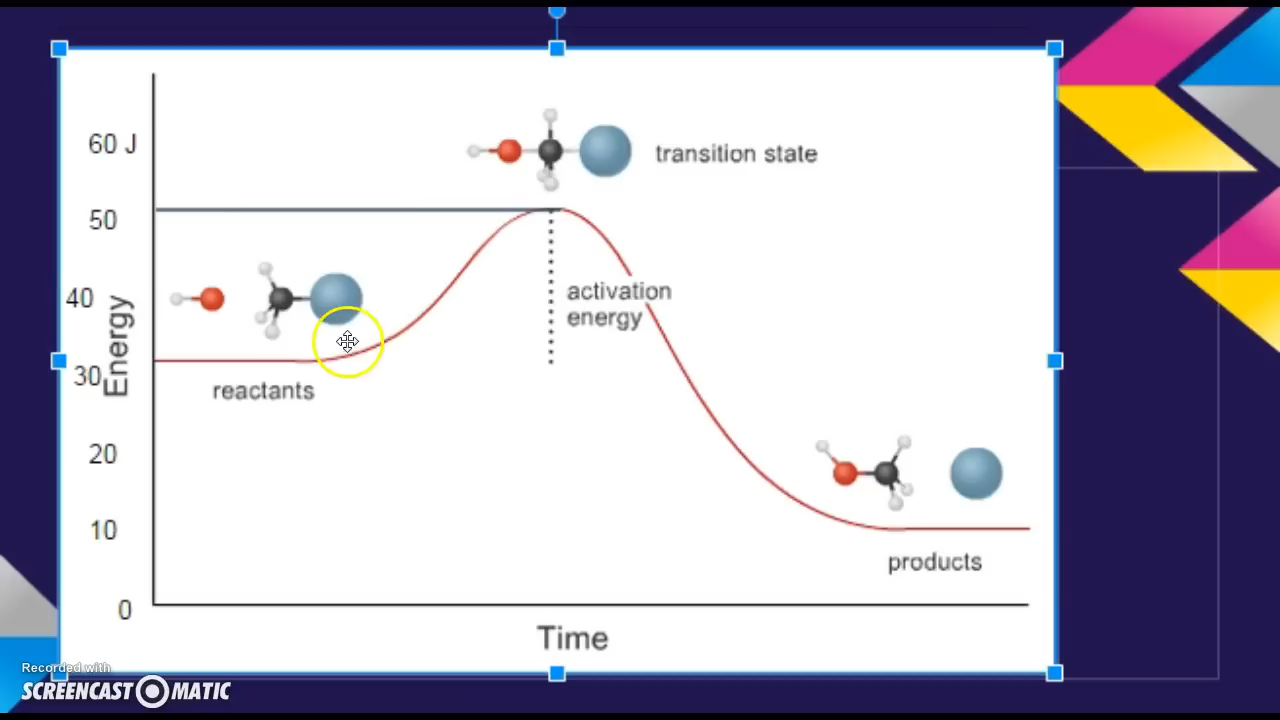 60 J
transition state
50
activation
energy
40
Energy
30
reactants
20
10
products
0
Time
Recorded with
SCREENCAST MATIC